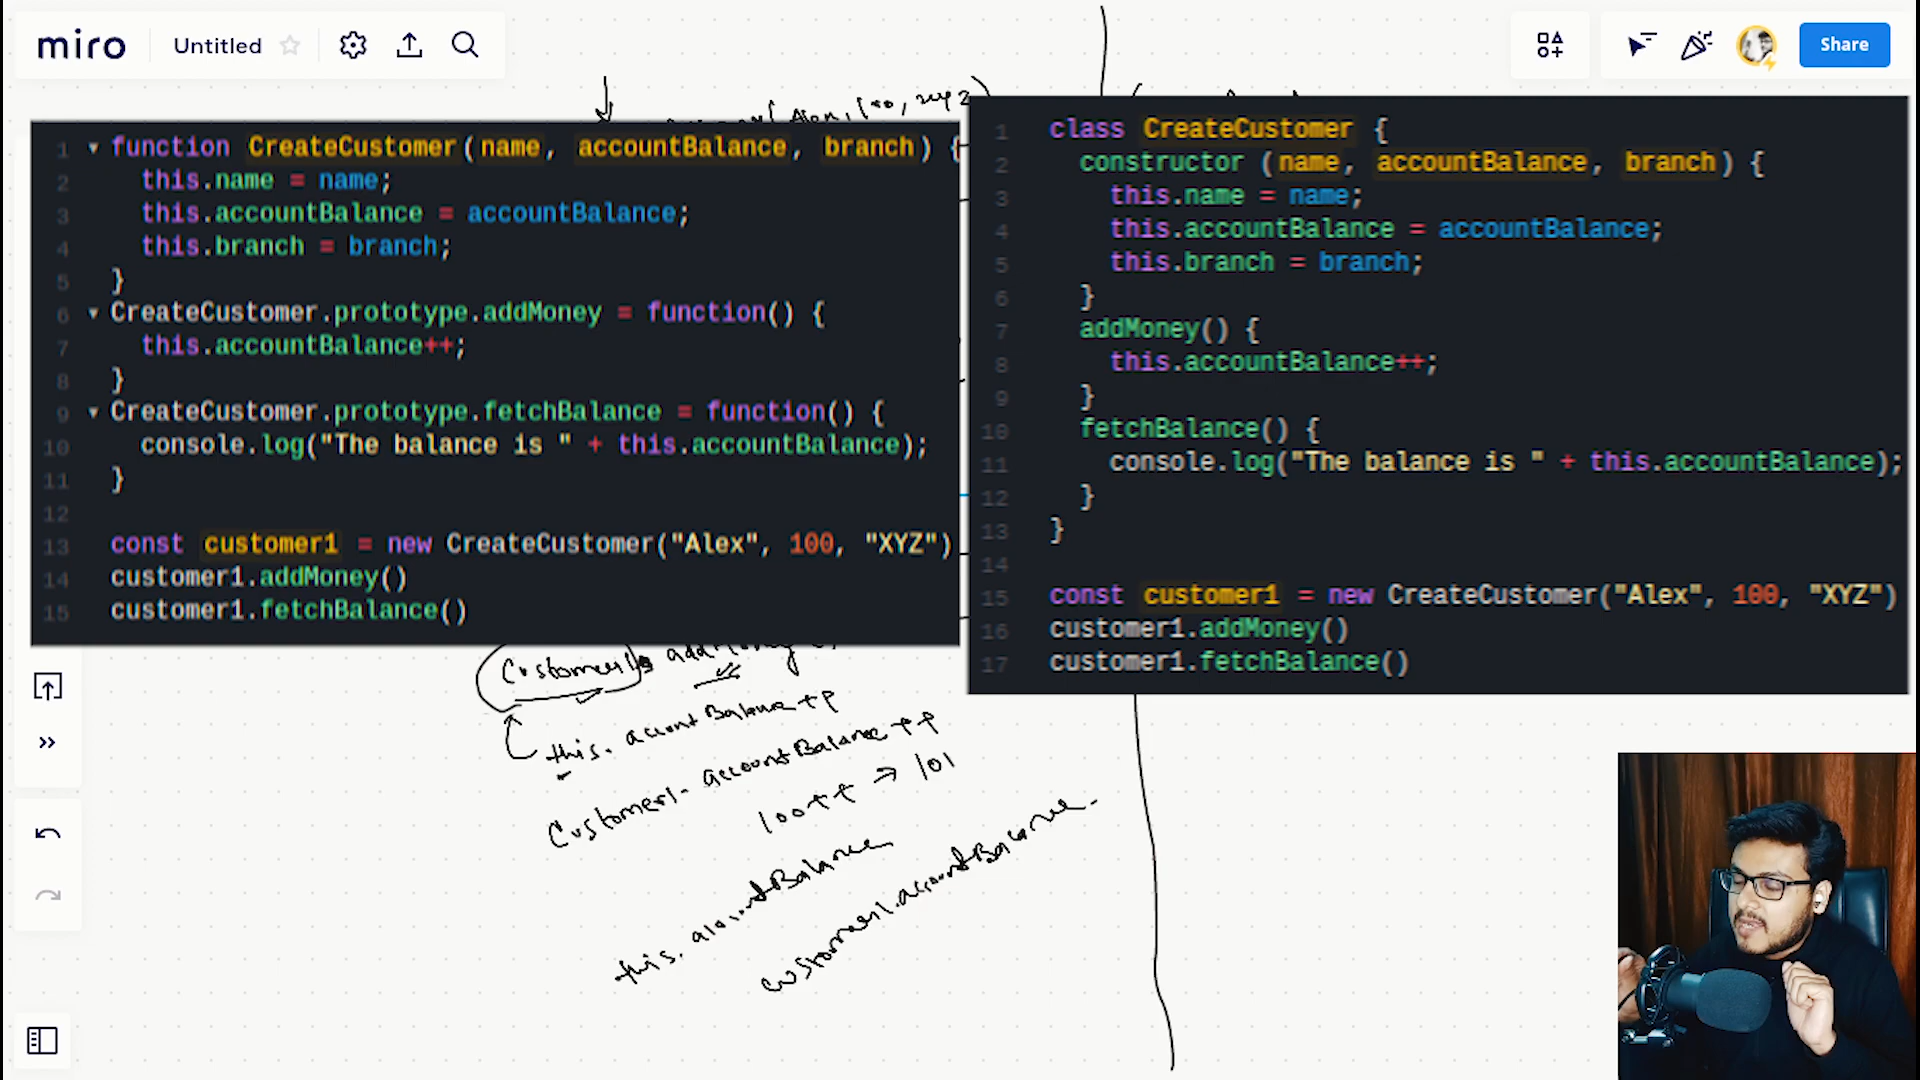 miro
Untitled
Share
1 function CreateCustomer(name, accountBalance, branch) {
2 this.name = name;
3 this.accountBalance = accountBalance;
4 this.branch = branch;
5 }
6 CreateCustomer.prototype.addMoney = function() {
7 this.accountBalance++;
8 }
9 CreateCustomer.prototype.fetchBalance = function() {
10 console.log("The balance is " + this.accountBalance);
11 }
12
13 const customer1 = new CreateCustomer("Alex", 100, "XYZ")
14 customer1.addMoney()
15 customer1.fetchBalance()
1 class CreateCustomer {
2 constructor (name, accountBalance, branch) {
3 this.name = name;
4 this.accountBalance = accountBalance;
5 this.branch = branch;
6 }
7 addMoney() {
8 this.accountBalance++;
9 }
10 fetchBalance() {
11 console.log("The balance is " + this.accountBalance);
12 }
13 }
14
15 const customer1 = new CreateCustomer("Alex", 100, "XYZ")
16 customer1.addMoney()
17 customer1.fetchBalance()
this. accountBalance ++
Customer1. accountBalance ++
100++ → 101
customer1.accountBalance.